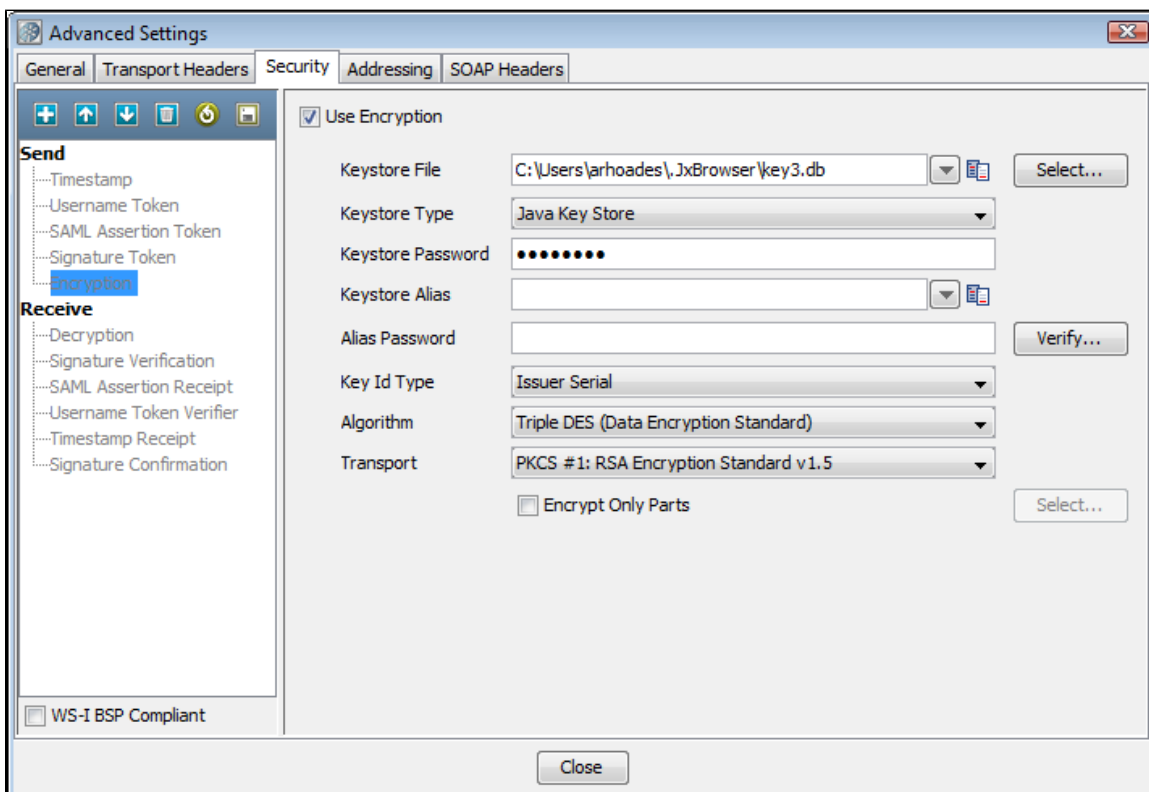 Advanced Settings
General Transport Headers Security Addressing SOAP Headers
Send
Timestamp
Username Token
SAML Assertion Token
Signature Token
Encryption
Receive
Decryption
Signature Verification
SAML Assertion Receipt
Username Token Verifier
Timestamp Receipt
Signature Confirmation
WS-I BSP Compliant
Use Encryption
Keystore File C:\Users\arhoades\.JxBrowser\key3.db Select...
Keystore Type Java Key Store
Keystore Password ••••••••
Keystore Alias
Alias Password Verify...
Key Id Type Issuer Serial
Algorithm Triple DES (Data Encryption Standard)
Transport PKCS #1: RSA Encryption Standard v1.5
Encrypt Only Parts Select...
Close